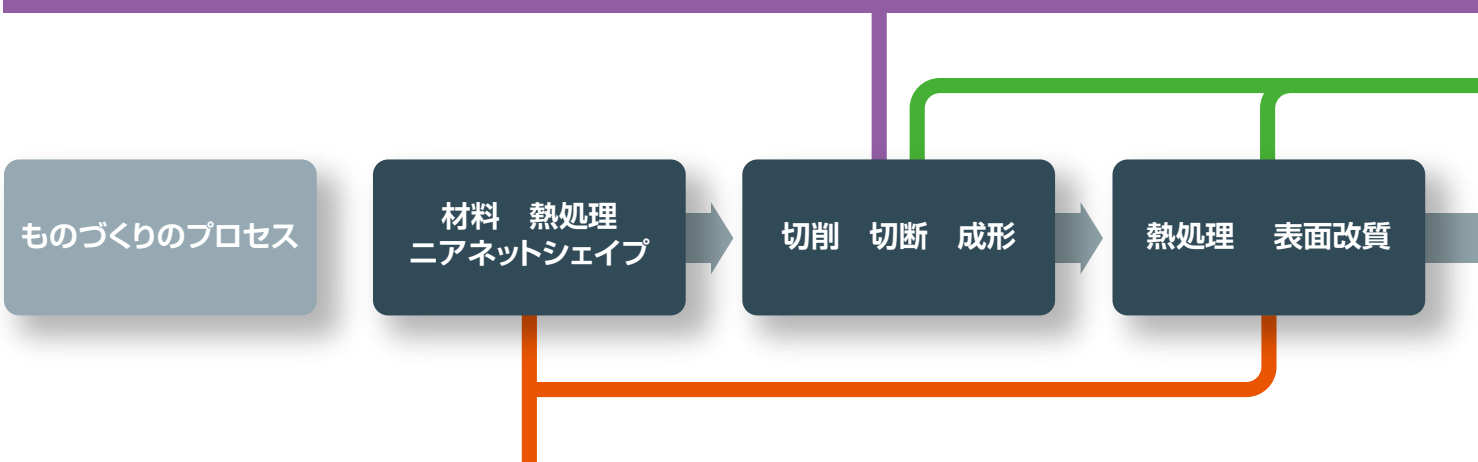 ものづくりのプロセス
材料　熱処理
ニアネットシェイプ
切削　切断　成形
熱処理　表面改質